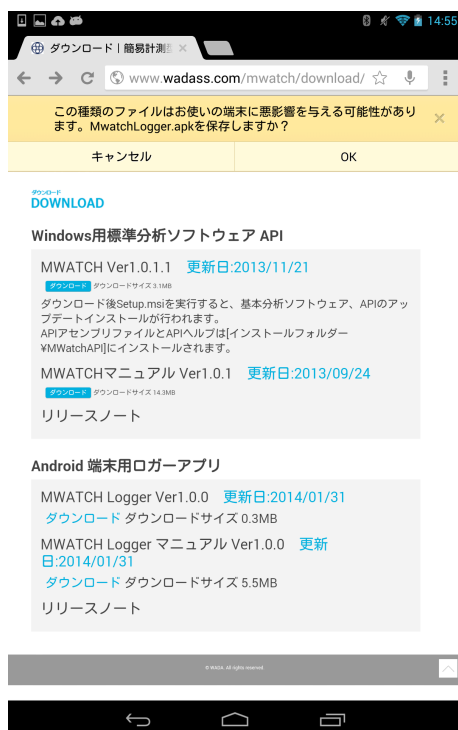 14:55
ダウンロード | 簡易計測
www.wadass.com/mwatch/download/
この種類のファイルはお使いの端末に悪影響を与える可能性があり
ます。MwatchLogger.apkを保存しますか？
キャンセル
OK
ダウンロード
DOWNLOAD
Windows用標準分析ソフトウェア API
MWATCH Ver1.0.1.1 更新日:2013/11/21
ダウンロード ダウンロードサイズ 3.1MB
ダウンロード後Setup.msiを実行すると、基本分析ソフトウェア、APIのアッ
プデートインストールが行われます。
APIアセンブリファイルとAPIヘルプは[インストールフォルダー
¥MWatchAPI]にインストールされます。
MWATCHマニュアル Ver1.0.1 更新日:2013/09/24
ダウンロード ダウンロードサイズ 14.3MB
リリースノート
Android 端末用ロガーアプリ
MWATCH Logger Ver1.0.0 更新日:2014/01/31
ダウンロード ダウンロードサイズ 0.3MB
MWATCH Logger マニュアル Ver1.0.0 更新
日:2014/01/31
ダウンロード ダウンロードサイズ 5.5MB
リリースノート
© WADA. All rights reserved.